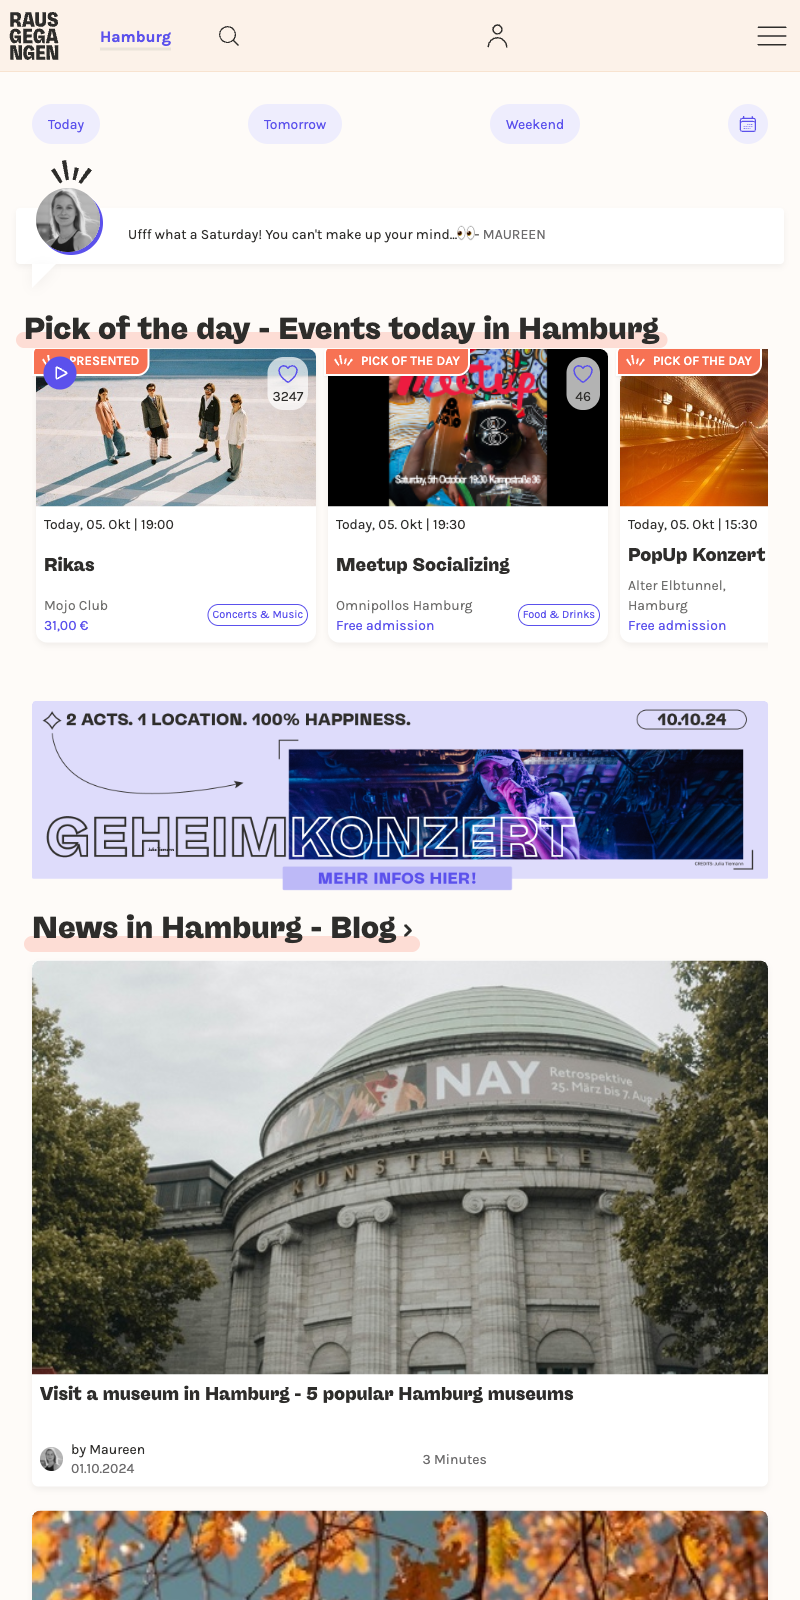 RAUS
GEGA
NGEN
Hamburg
Today
Tomorrow
Weekend
Ufff what a Saturday! You can't make up your mind...👀- MAUREEN
Pick of the day - Events today in Hamburg
PRESENTED
3247
Today, 05. Okt | 19:00
Rikas
Mojo Club
31,00 €
Concerts & Music
PICK OF THE DAY
meetup
46
Saturday, 5th October 19:30 Kampstraße 36
Today, 05. Okt | 19:30
Meetup Socializing
Omnipollos Hamburg
Free admission
Food & Drinks
PICK OF THE DAY
Today, 05. Okt | 15:30
PopUp Konzert
Alter Elbtunnel,
Hamburg
Free admission
2 ACTS. 1 LOCATION. 100% HAPPINESS.
10.10.24
GEHEIMKONZERT
MEHR INFOS HIER!
News in Hamburg - Blog ›
NAY
Retrospektive
25. März bis 7. Aug
KUNSTHALLE
Visit a museum in Hamburg - 5 popular Hamburg museums
by Maureen
01.10.2024
3 Minutes